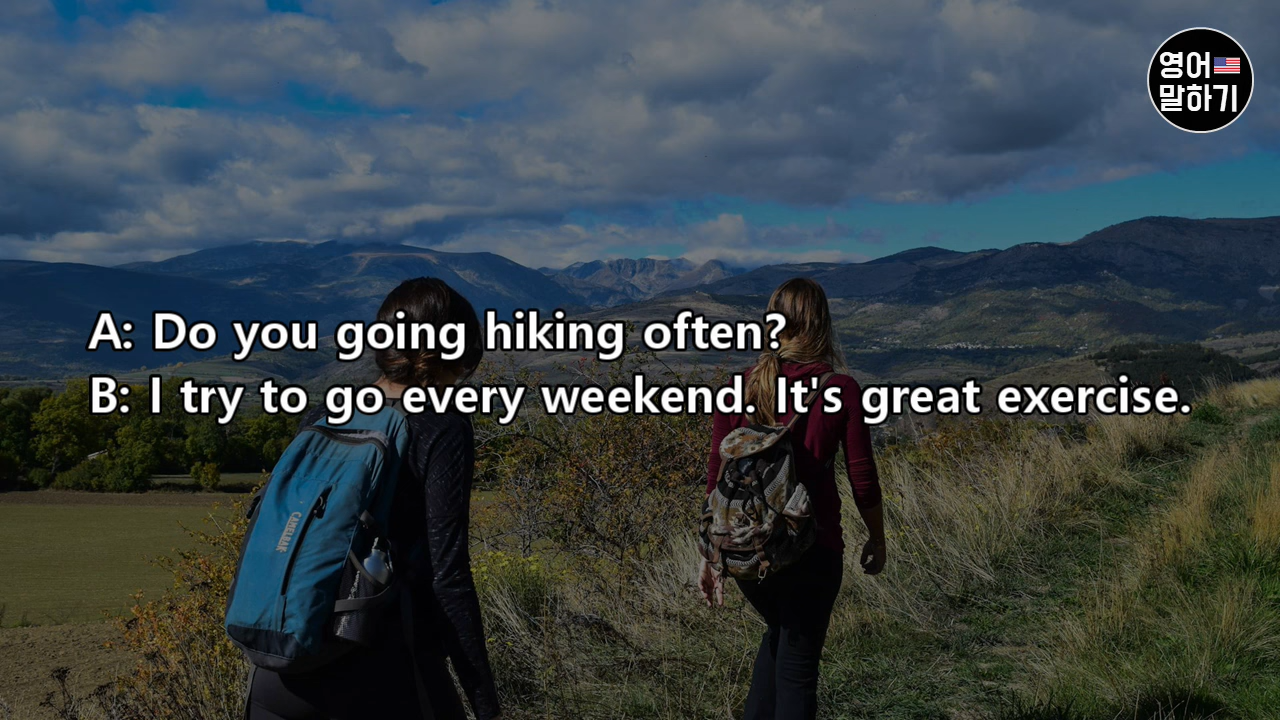 영어
말하기
A: Do you going hiking often?
B: I try to go every weekend. It's great exercise.
CAMELBAK